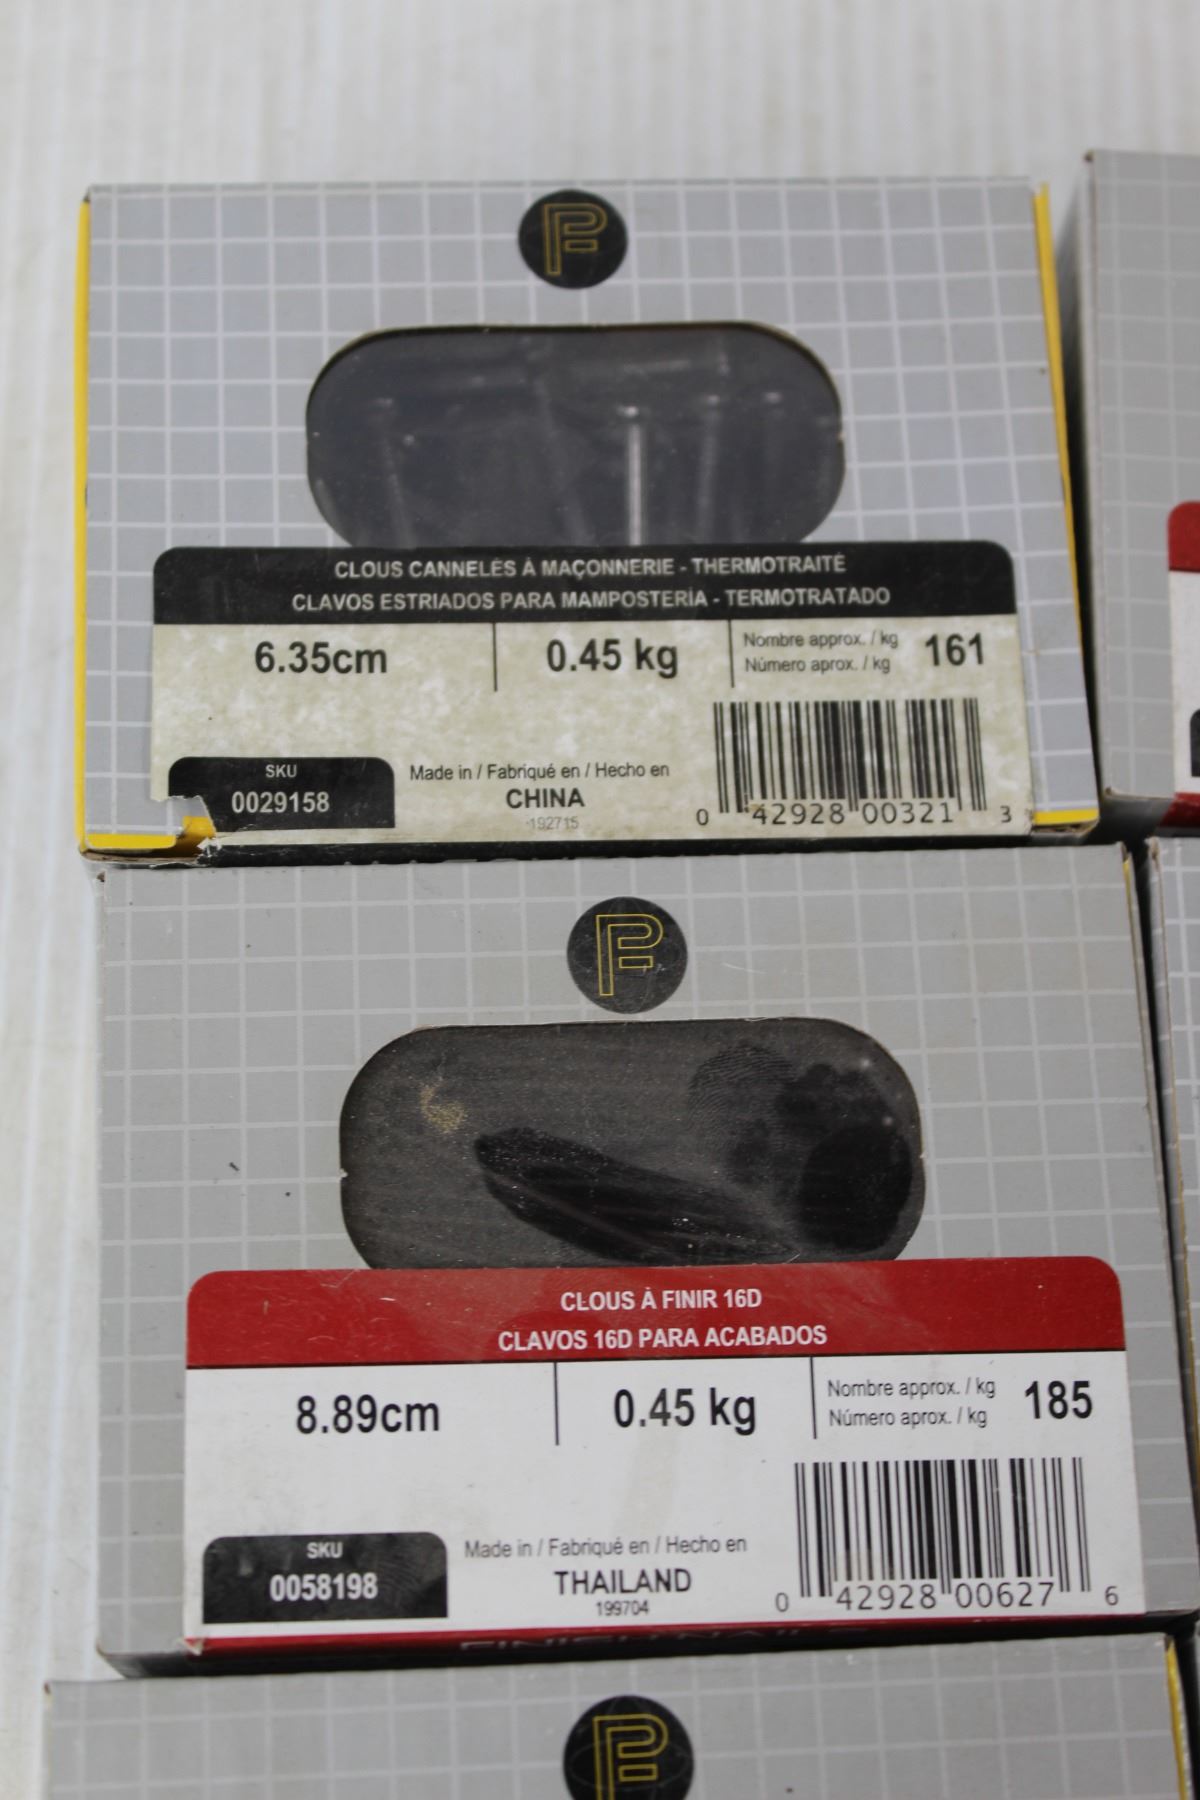 CLOUS CANNELÉS À MAÇONNERIE - THERMOTRAITÉ
CLAVOS ESTRIADOS PARA MAMPOSTERÍA - TERMOTRATADO
6.35cm
0.45 kg
Nombre approx. / kg
Número aprox. / kg
161
SKU
0029158
Made in / Fabriqué en / Hecho en
CHINA
192715
0 42928 00321 3
CLOUS À FINIR 16D
CLAVOS 16D PARA ACABADOS
8.89cm
0.45 kg
Nombre approx. / kg
Número aprox. / kg
185
SKU
0058198
Made in / Fabriqué en / Hecho en
THAILAND
199704
0 42928 00627 6